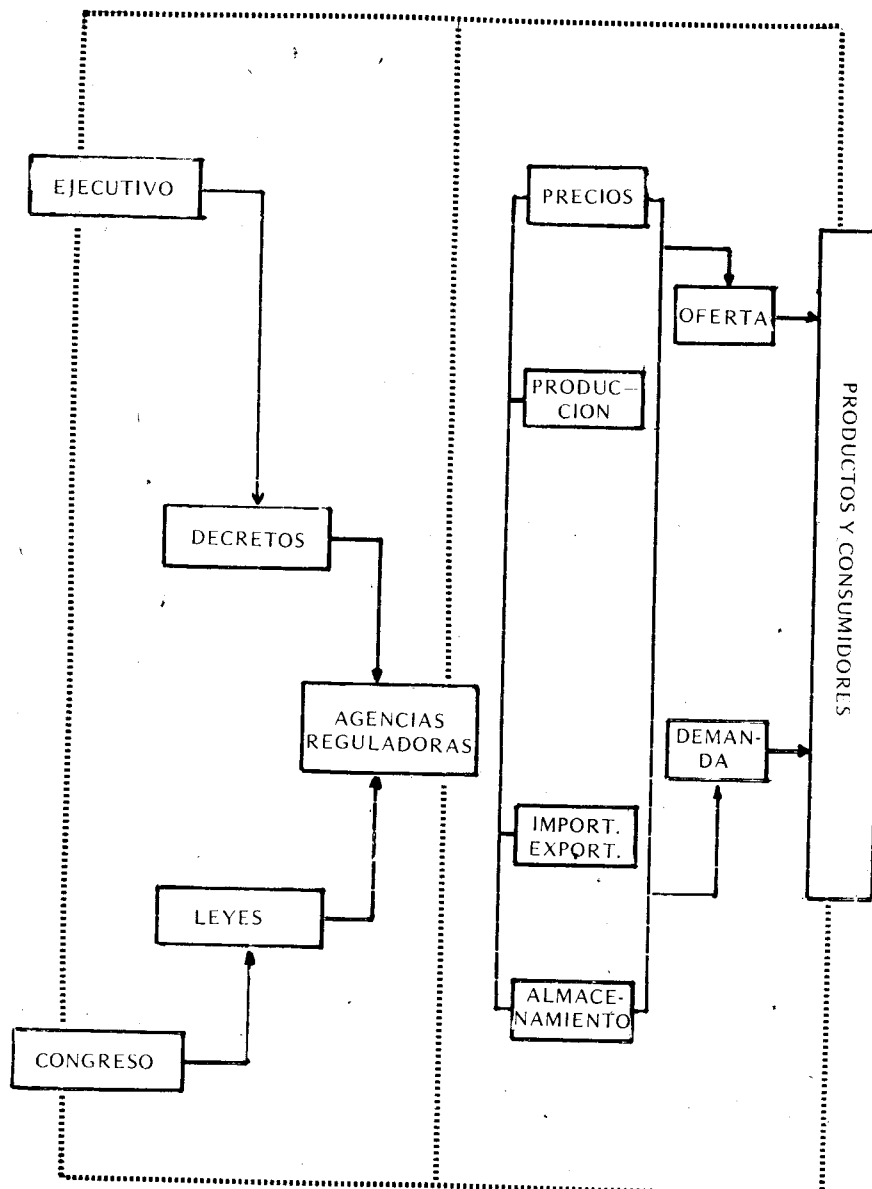 EJECUTIVO
PRECIOS
OFERTA
PRODUC—
CION
PRODUCTOS Y CONSUMIDORES
DECRETOS
AGENCIAS
REGULADORAS
DEMAN-
DA
IMPORT.
EXPORT.
LEYES
ALMACE-
NAMIENTO
CONGRESO